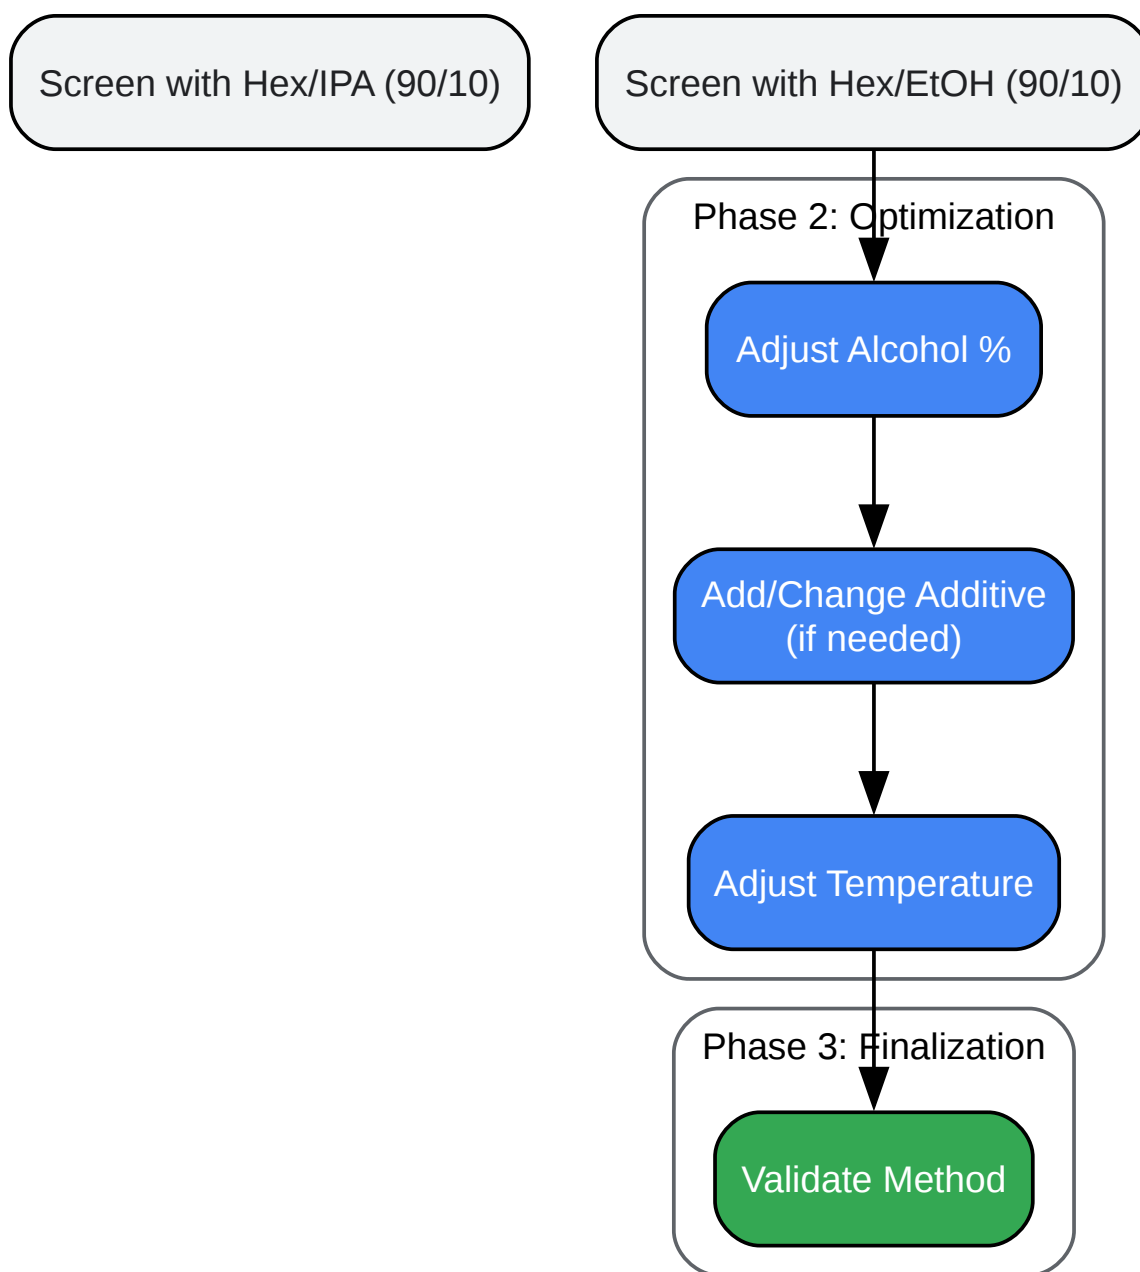 Screen with Hex/IPA (90/10)
Screen with Hex/EtOH (90/10)
Phase 2: Optimization
Adjust Alcohol %
Add/Change Additive
(if needed)
Adjust Temperature
Phase 3: Finalization
Validate Method